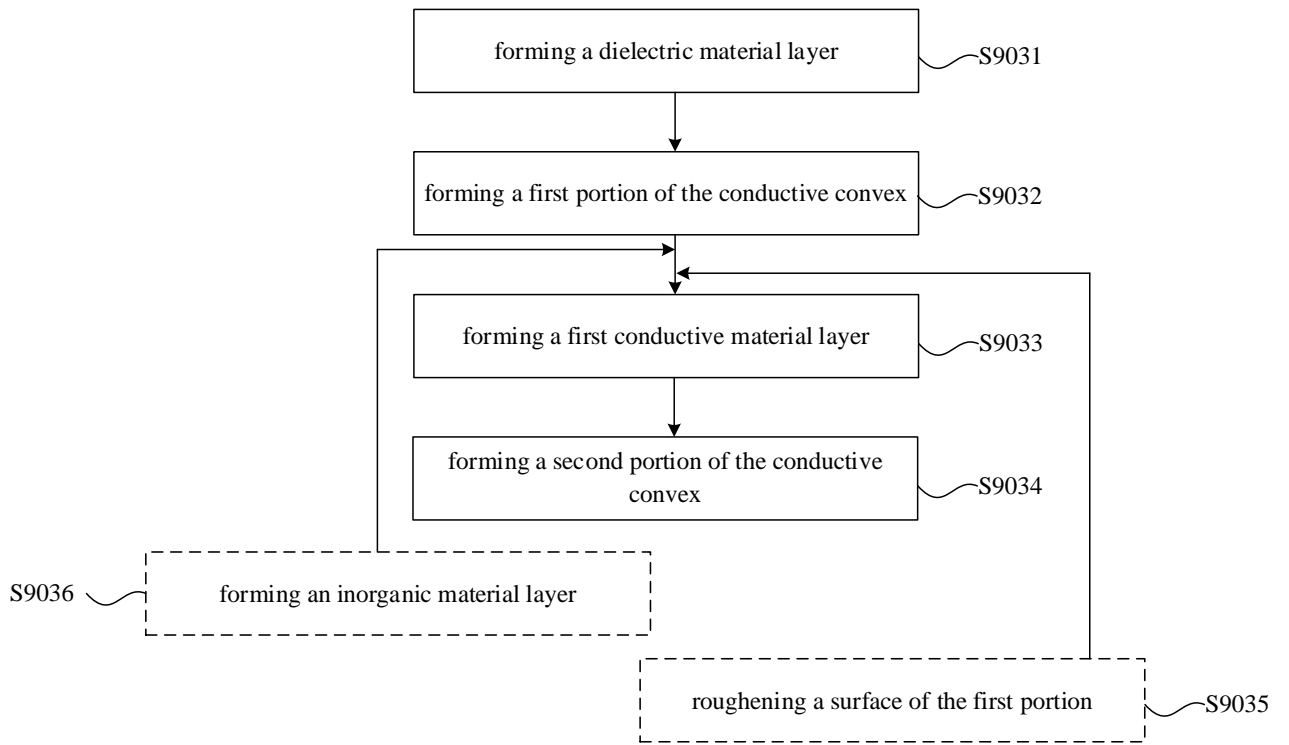 forming a dielectric material layer
S9031
forming a first portion of the conductive convex
S9032
forming a first conductive material layer
S9033
forming a second portion of the conductive
convex
S9034
S9036
forming an inorganic material layer
roughening a surface of the first portion
S9035